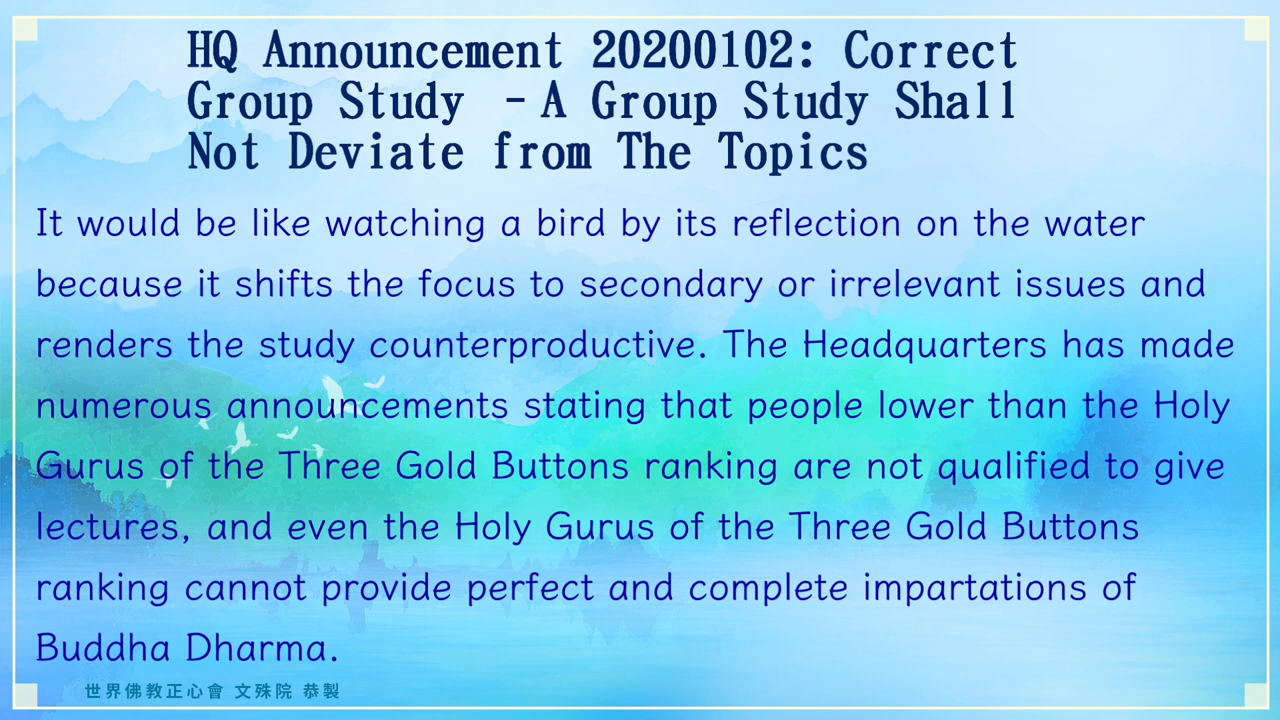 HQ Announcement 20200102: Correct
Group Study －A Group Study Shall
Not Deviate from The Topics
It would be like watching a bird by its reflection on the water
because it shifts the focus to secondary or irrelevant issues and
renders the study counterproductive. The Headquarters has made
numerous announcements stating that people lower than the Holy
Gurus of the Three Gold Buttons ranking are not qualified to give
lectures, and even the Holy Gurus of the Three Gold Buttons
ranking cannot provide perfect and complete impartations of
Buddha Dharma.
世界佛教正心會 文殊院 恭製